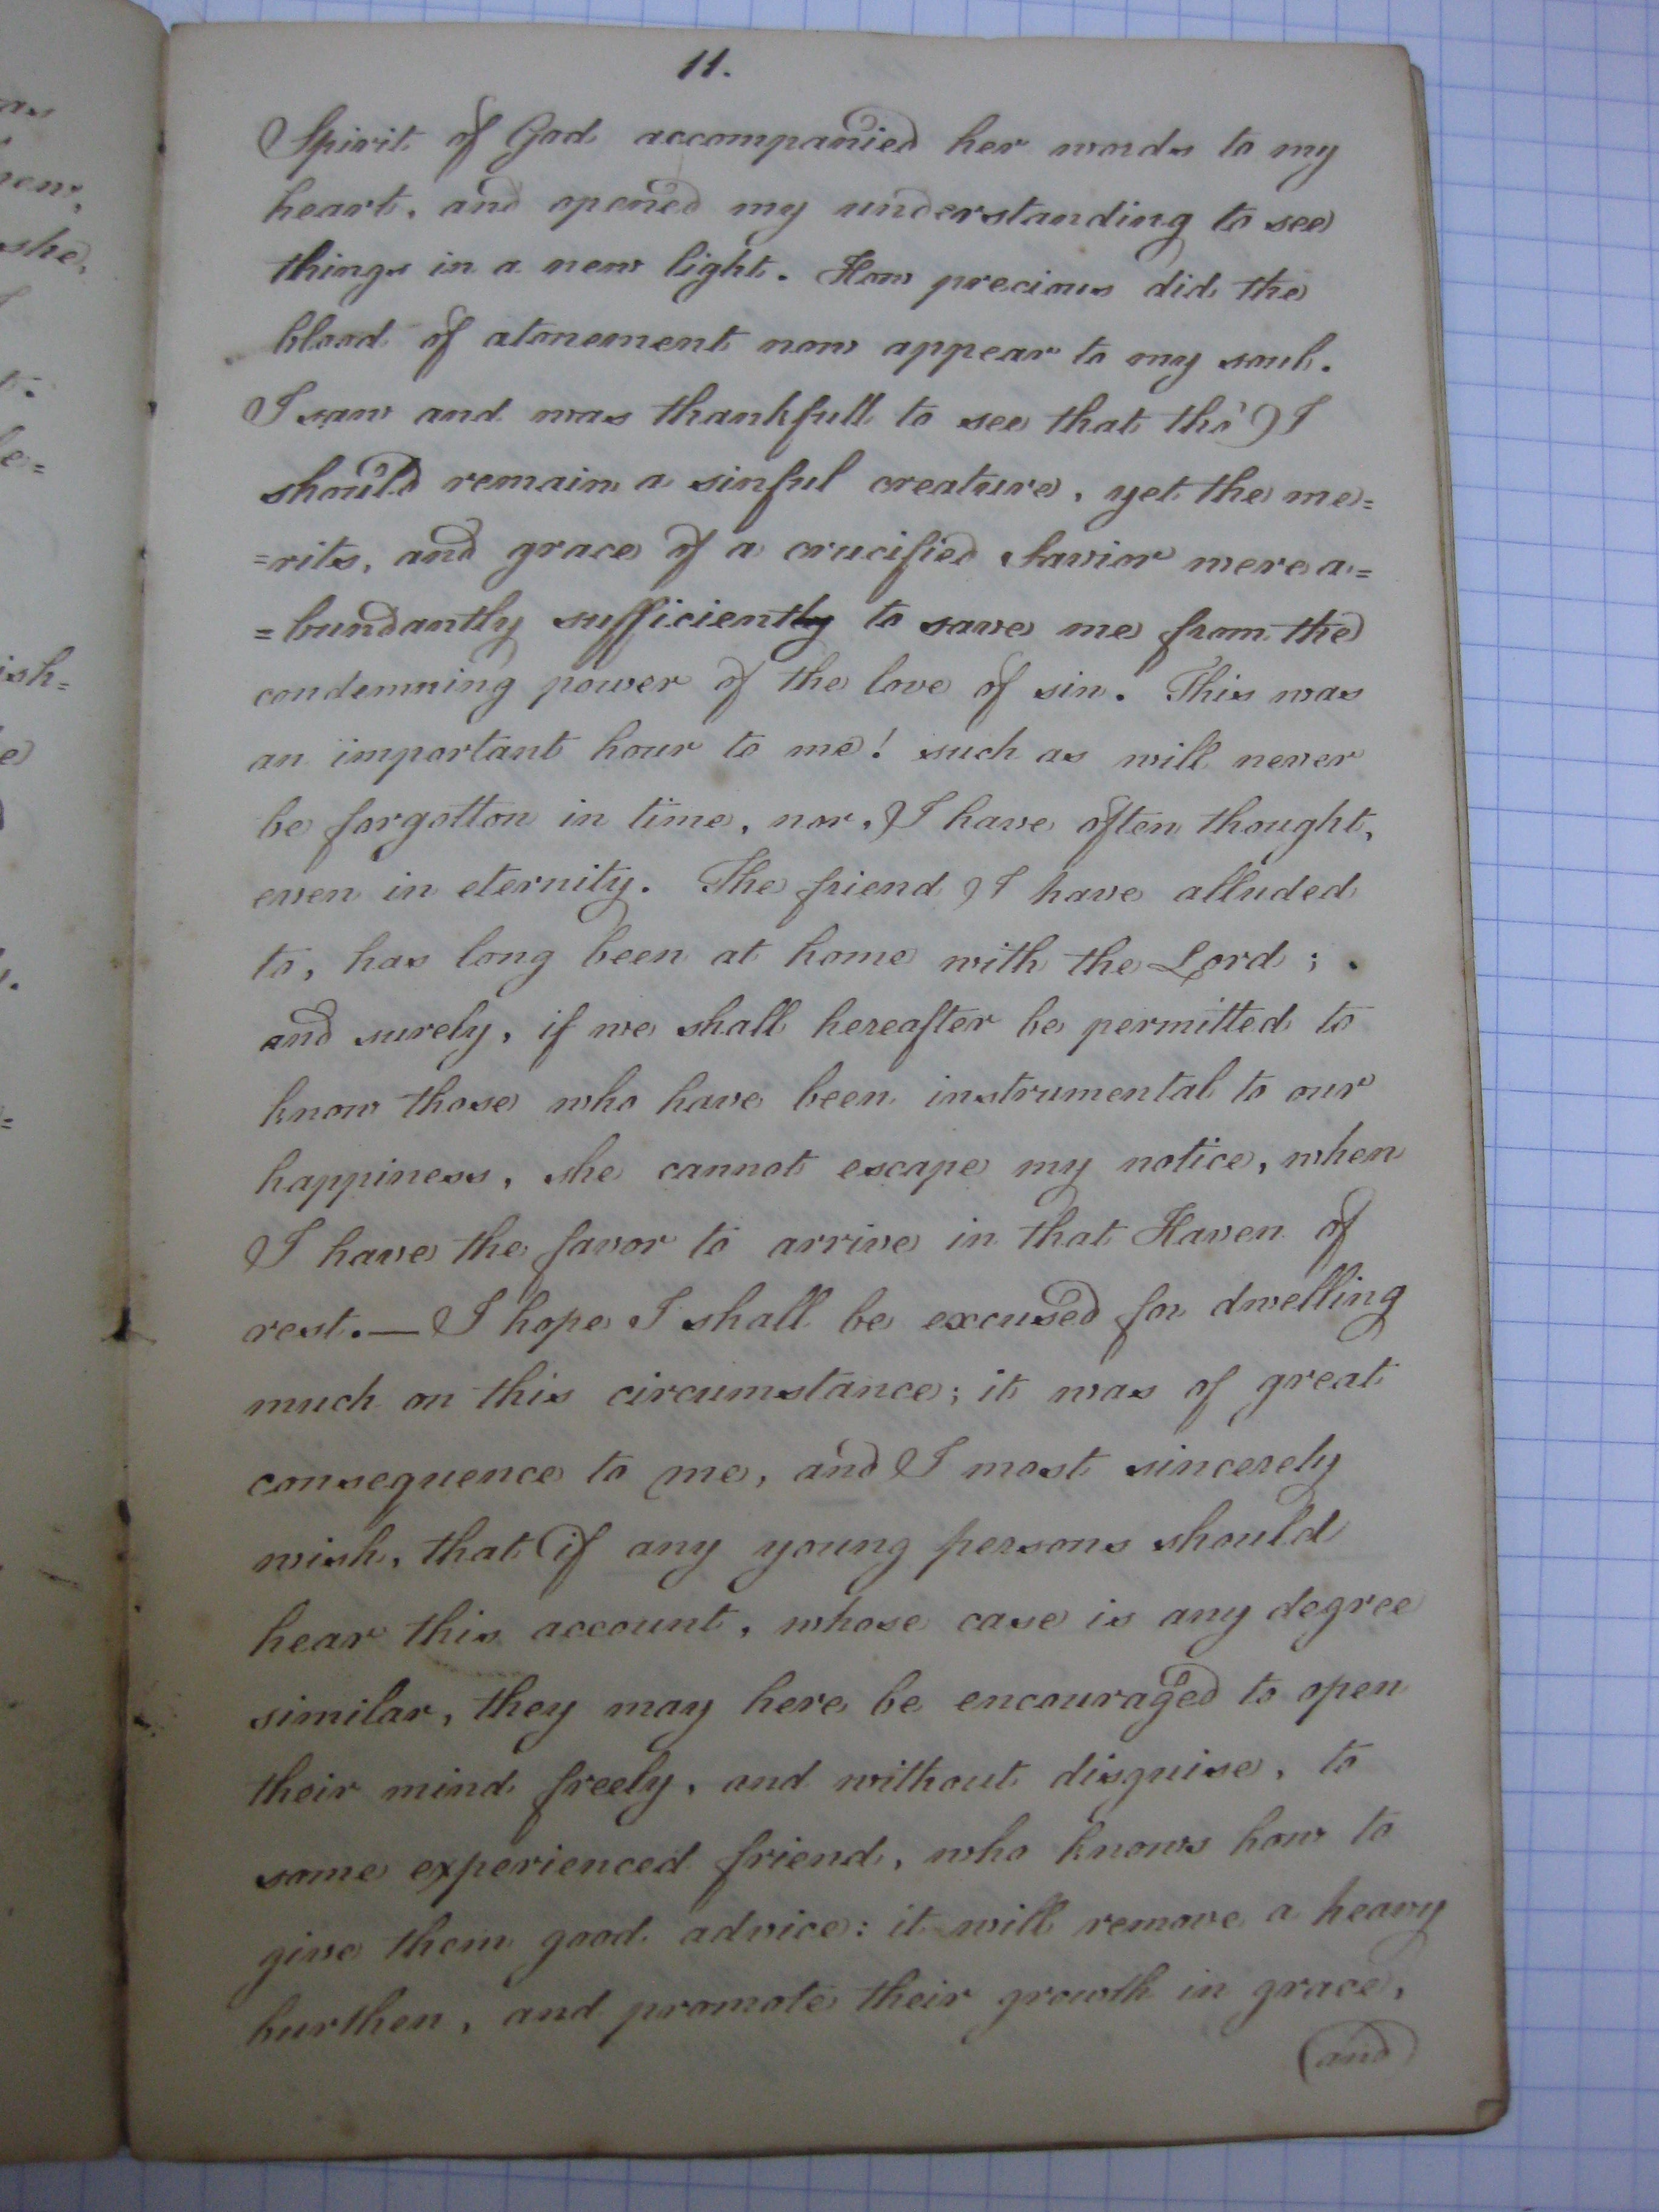 11.
Spirit of God accompanied her words to my
heart, and opened my understanding to see
things in a new light. How precious did the
blood of atonement now appear to my soul.
I saw and was thankfull to see that tho' I
should remain a sinful creature, yet the me=
=rits, and grace of a crucified Savior were a=
=bundantly sufficiently to save me from the
condemning power of the love of sin. This was
an important hour to me! such as will never
be forgotton in time, nor, I have often thought,
even in eternity. The friend I have alluded
to, has long been at home with the Lord;
and surely, if we shall hereafter be permitted to
know those who have been instrumental to our
happiness, she cannot escape my notice, when
I have the favor to arrive in that Haven of
rest.— I hope I shall be excused for dwelling
much on this circumstance; it was of great
consequence to me, and I most sincerely
wish, that if any young persons should
hear this account, whose case is any degree
similar, they may here be encouraged to open
their mind freely, and without disguise, to
some experienced friend, who knows how to
give them good advice: it will remove a heavy
burthen, and promote their growth in grace,
(and)
she,
ish=